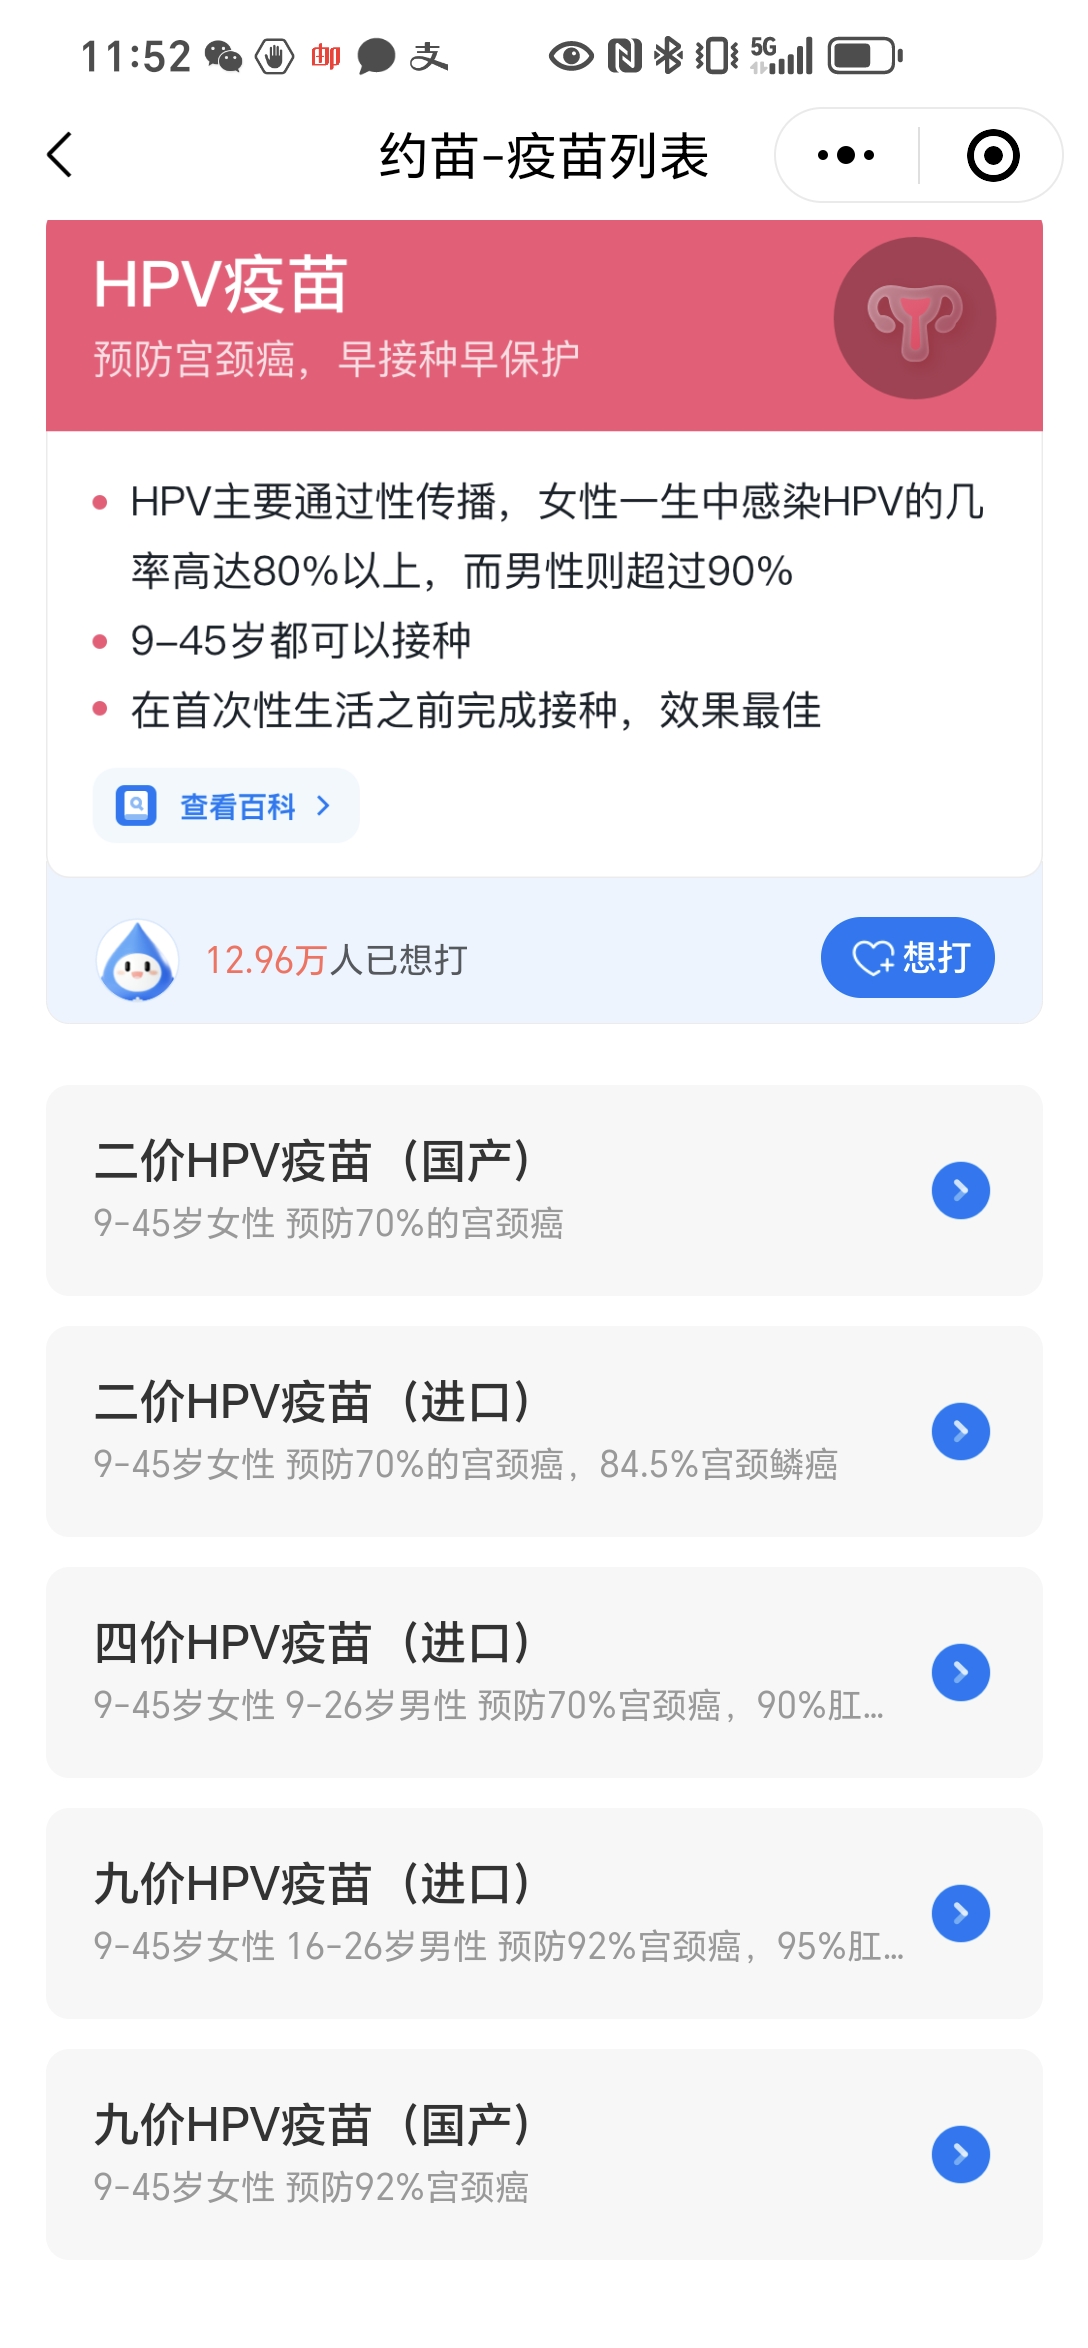 11:52
邮
支
5G
约苗-疫苗列表
HPV疫苗
预防宫颈癌，早接种早保护
HPV主要通过性传播，女性一生中感染HPV的几
率高达80%以上，而男性则超过90%
9-45岁都可以接种
在首次性生活之前完成接种，效果最佳
查看百科
12.96万人已想打
想打
二价HPV疫苗（国产）
9-45岁女性 预防70%的宫颈癌
二价HPV疫苗（进口）
9-45岁女性 预防70%的宫颈癌，84.5%宫颈鳞癌
四价HPV疫苗（进口）
9-45岁女性 9-26岁男性 预防70%宫颈癌，90%肛...
九价HPV疫苗（进口）
9-45岁女性 16-26岁男性 预防92%宫颈癌，95%肛...
九价HPV疫苗（国产）
9-45岁女性 预防92%宫颈癌